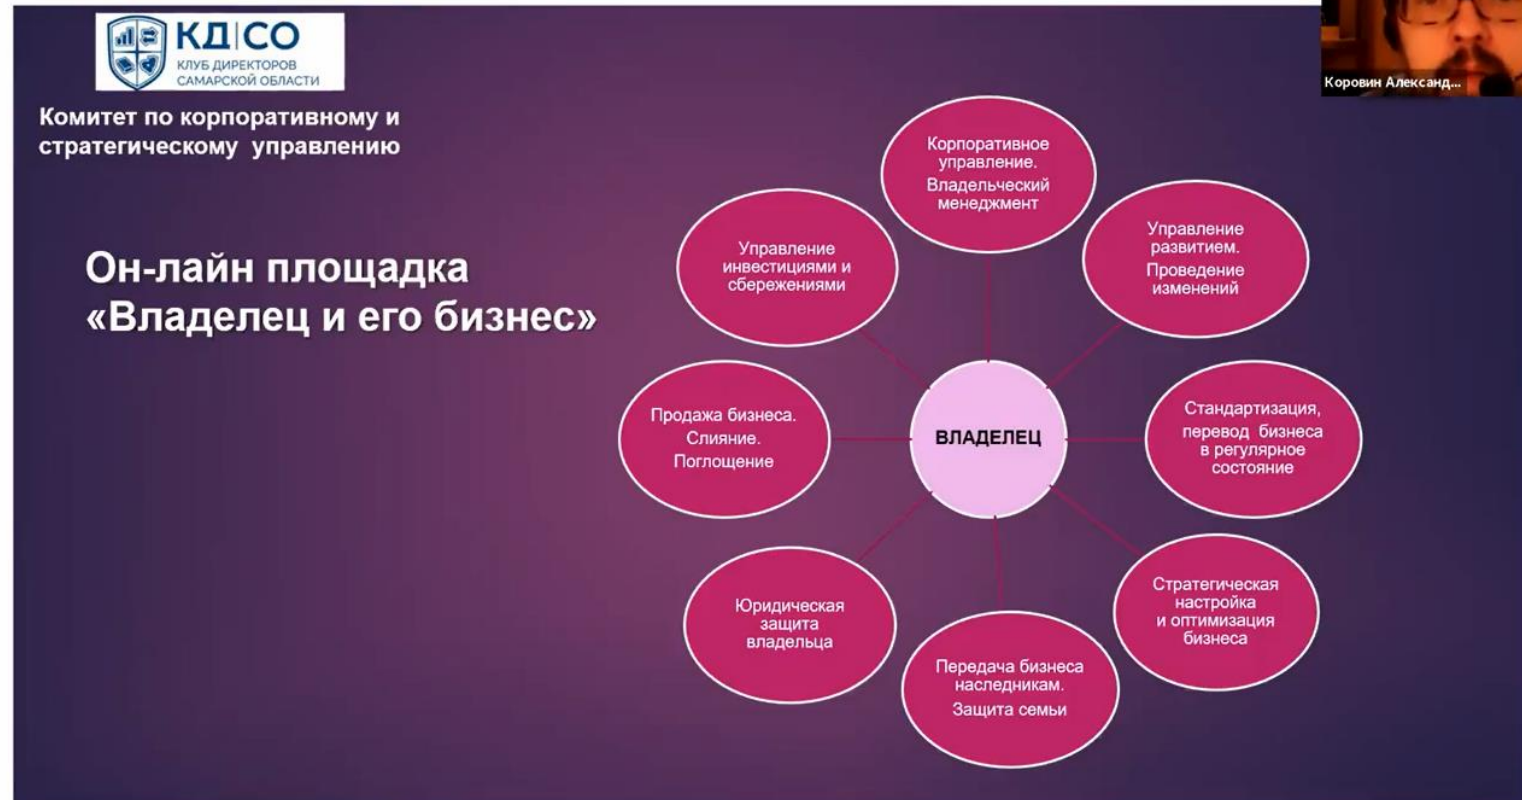 КД|СО
КЛУБ ДИРЕКТОРОВ
САМАРСКОЙ ОБЛАСТИ
Комитет по корпоративному и
стратегическому управлению
Он-лайн площадка
«Владелец и его бизнес»
Коровин Александ...
Корпоративное
управление.
Владельческий
менеджмент
Управление
развитием.
Проведение
изменений
Стандартизация,
перевод бизнеса
в регулярное
состояние
Стратегическая
настройка
и оптимизация
бизнеса
Передача бизнеса
наследникам.
Защита семьи
Юридическая
защита
владельца
Продажа бизнеса.
Слияние.
Поглощение
Управление
инвестициями и
сбережениями
ВЛАДЕЛЕЦ